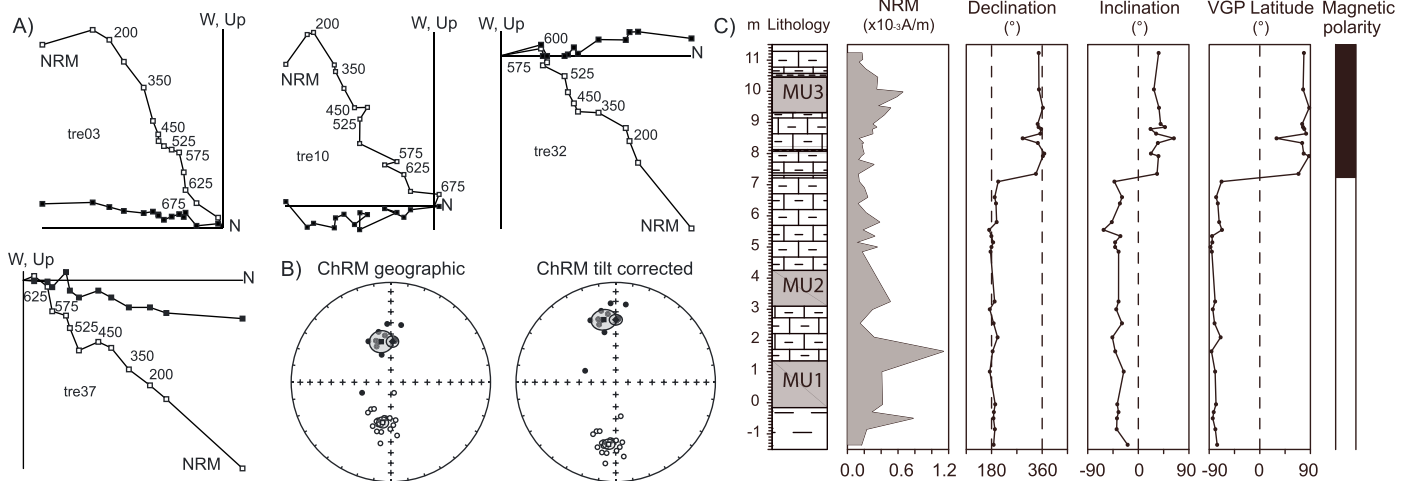 A)
W, Up
200
NRM
350
450
525
575
tre03
625
675
N
W, Up
200
NRM
350
450
525
tre10
575
625
675
N
W, Up
600
N
575
525
450
350
200
tre32
NRM
W, Up
N
625
575
525
450
350
200
tre37
NRM
B)
ChRM geographic
ChRM tilt corrected
C)
m Lithology
NRM
(x10-3A/m)
Declination
(°)
Inclination
(°)
VGP Latitude
(°)
Magnetic
polarity
11
10
9
8
7
6
5
4
3
2
1
0
-1
MU3
MU2
MU1
0.0 0.6 1.2
180 360
-90 0 90
-90 0 90